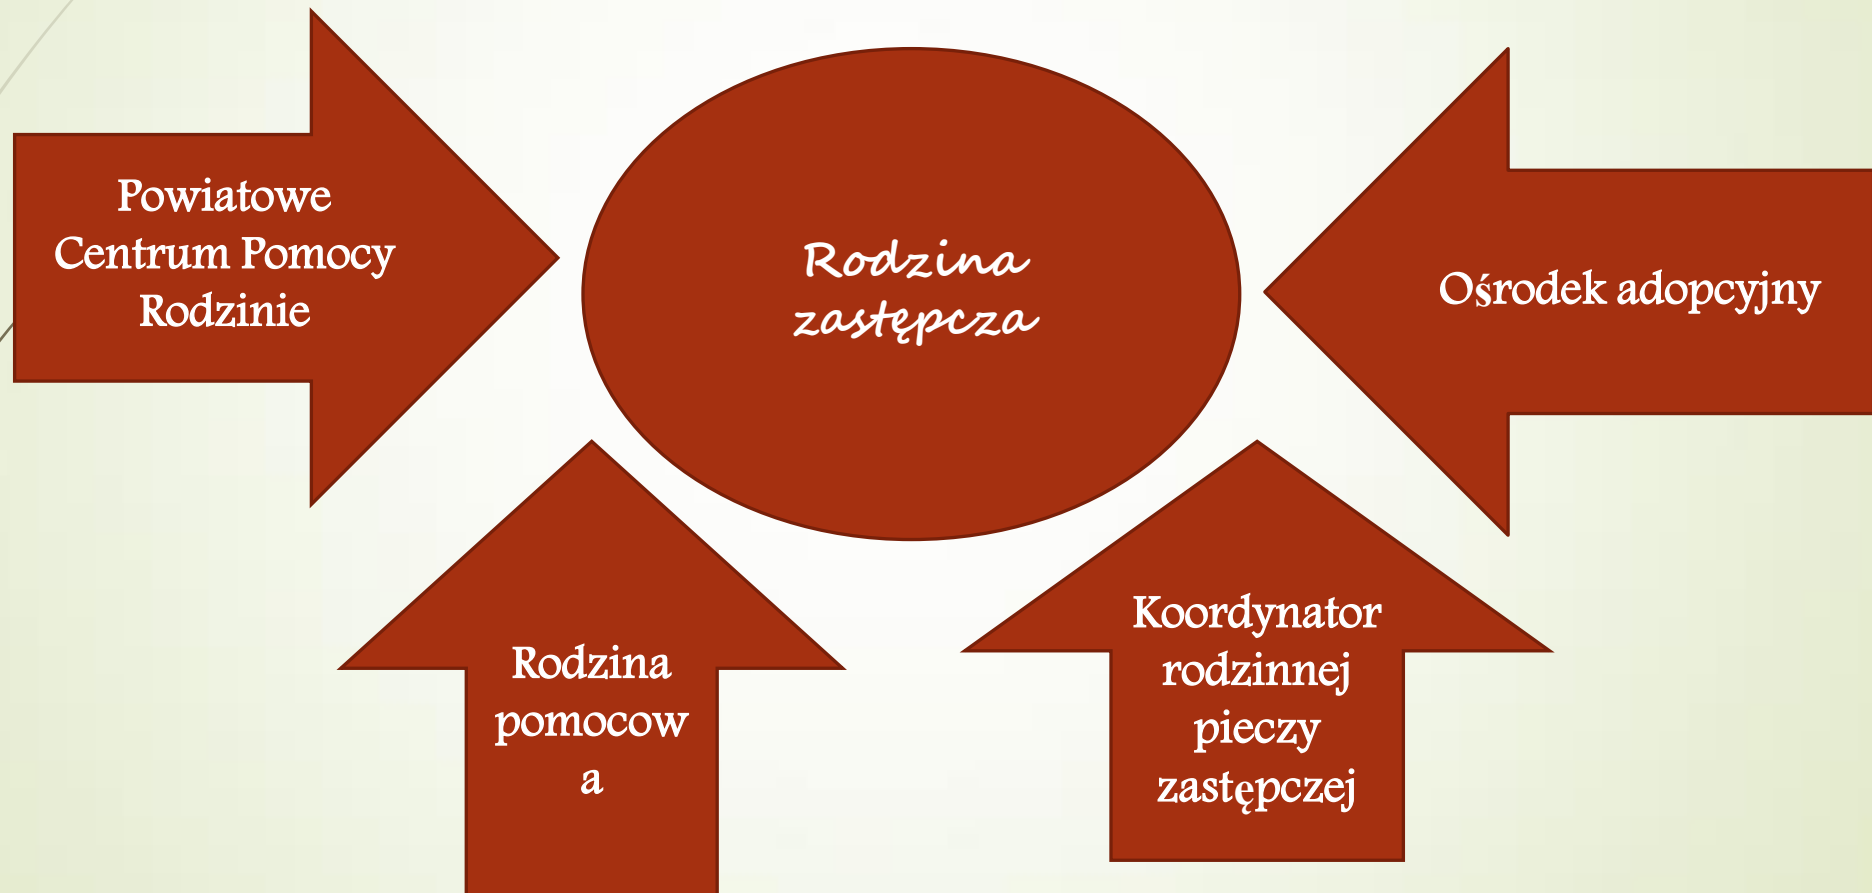 Powiatowe
Centrum Pomocy
Rodzinie
Rodzina
zastępcza
Ośrodek adopcyjny
Rodzina
pomocow
a
Koordynator
rodzinnej
pieczy
zastępczej